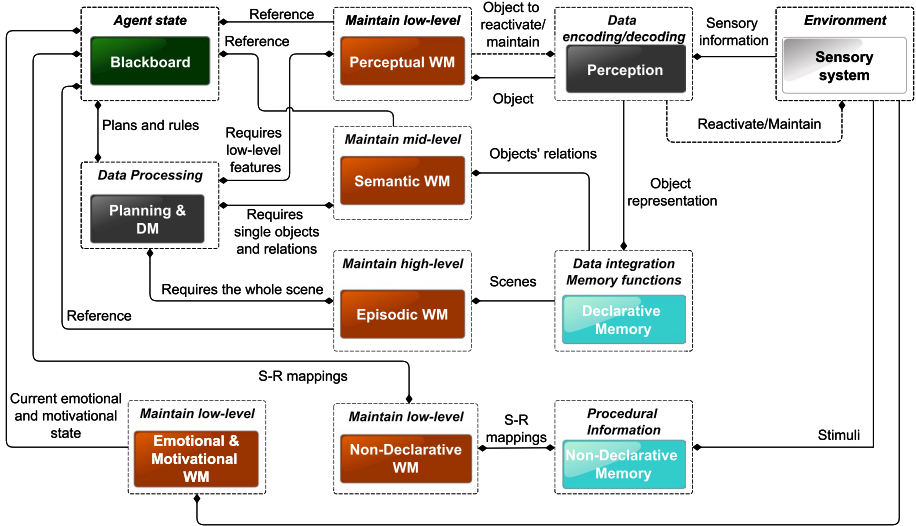 Agent state
Blackboard
Reference
Reference
Maintain low-level
Perceptual WM
Object to
reactivate/
maintain
Object
Data
encoding/decoding
Perception
Sensory
information
Environment
Sensory
system
Plans and rules
Requires
low-level
features
Maintain mid-level
Semantic WM
Objects' relations
Reactivate/Maintain
Object
representation
Data Processing
Planning &
DM
Requires
single objects
and relations
Requires the whole scene
Reference
Maintain high-level
Episodic WM
Scenes
Data integration
Memory functions
Declarative
Memory
S-R mappings
Current emotional
and motivational
state
Maintain low-level
Emotional &
Motivational
WM
Maintain low-level
Non-Declarative
WM
S-R
mappings
Procedural
Information
Non-Declarative
Memory
Stimuli